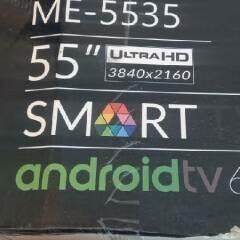 ME-5535
55" ULTRA HD
3840x2160
SMART
androidtv